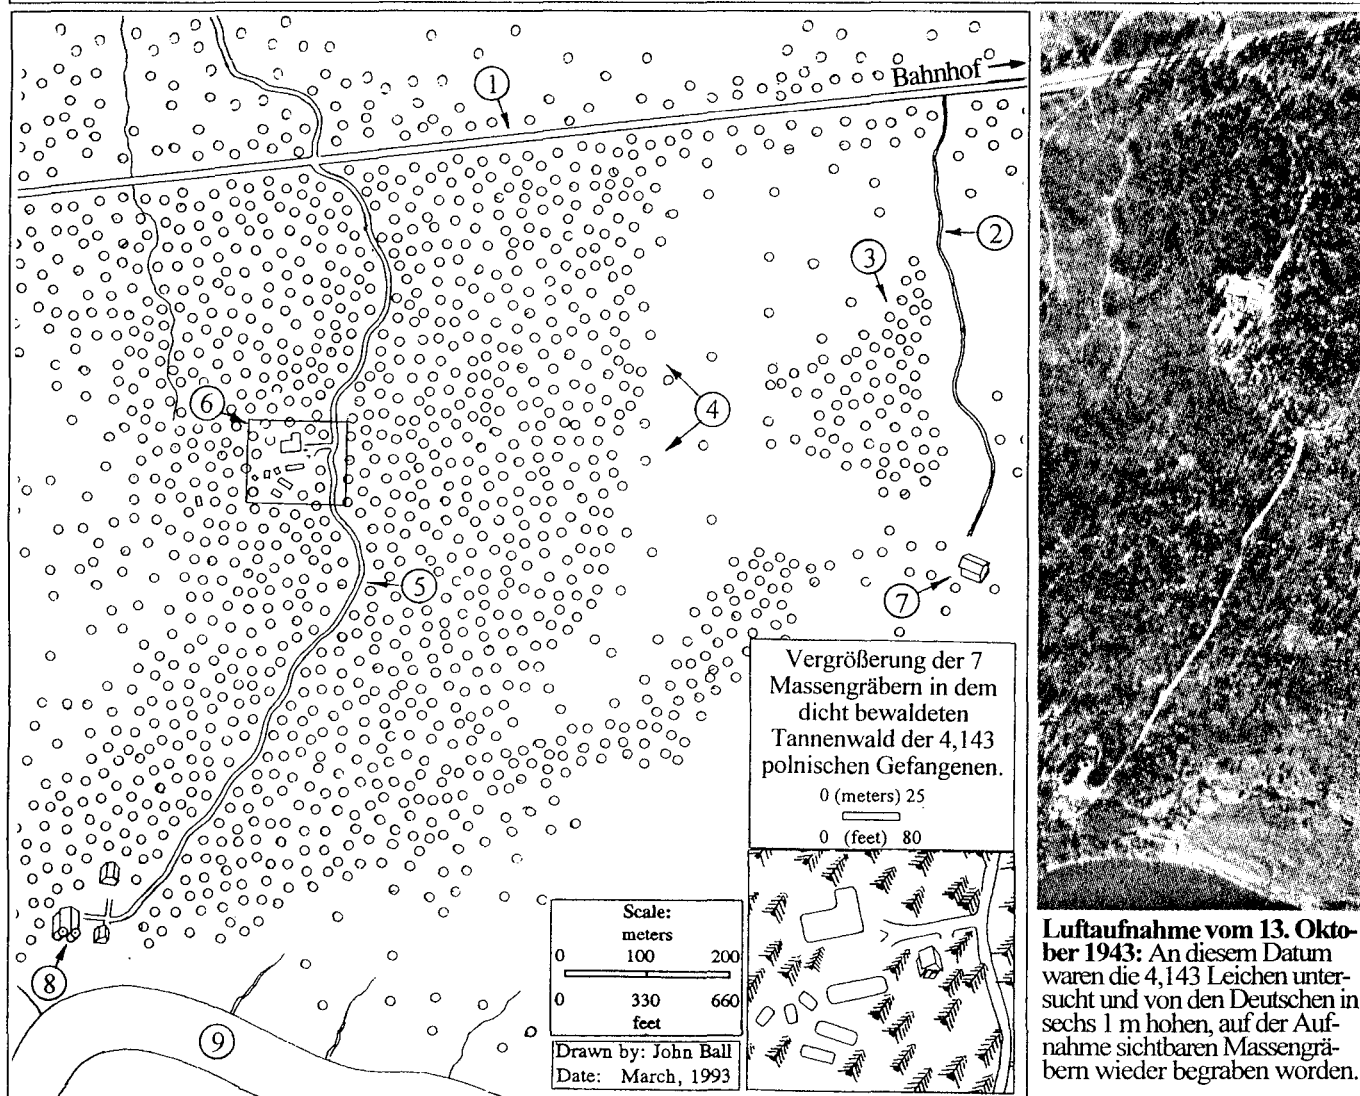 Bahnhof
1
2
3
4
5
6
7
8
9
Vergrößerung der 7
Massengräbern in dem
dicht bewaldeten
Tannenwald der 4,143
polnischen Gefangenen.
0 (meters) 25
0 (feet) 80
Scale:
meters
0 100 200
0 330 660
feet
Drawn by: John Ball
Date: March, 1993
Luftaufnahme vom 13. Okto-
ber 1943: An diesem Datum
waren die 4,143 Leichen unter-
sucht und von den Deutschen in
sechs 1 m hohen, auf der Auf-
nahme sichtbaren Massengrä-
bern wieder begraben worden.